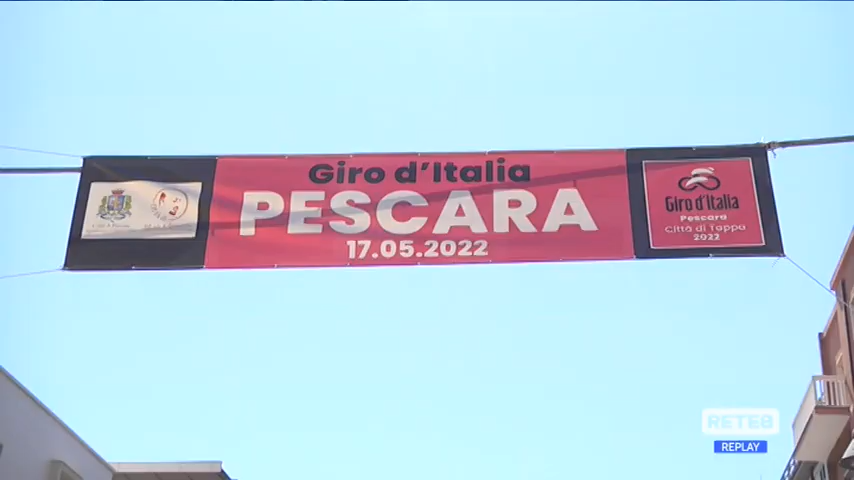 Giro d'Italia
PESCARA
17.05.2022
Giro d'Italia
Pescara
Città di Tappa
2022
RETE8
REPLAY